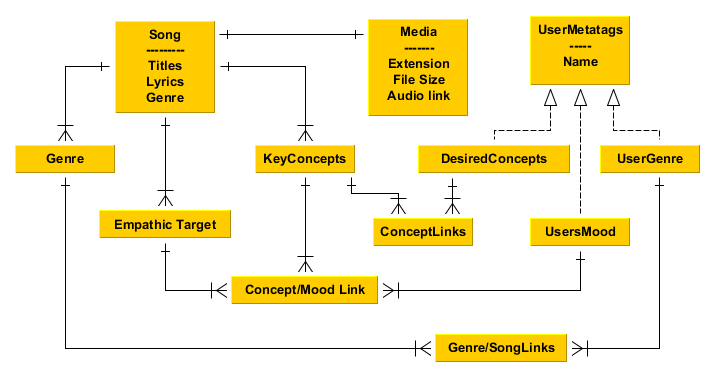 Song
---------
Titles
Lyrics
Genre
Media
-------
Extension
File Size
Audio link
UserMetatags
-----
Name
Genre
KeyConcepts
DesiredConcepts
UserGenre
Empathic Target
ConceptLinks
UsersMood
Concept/Mood Link
Genre/SongLinks